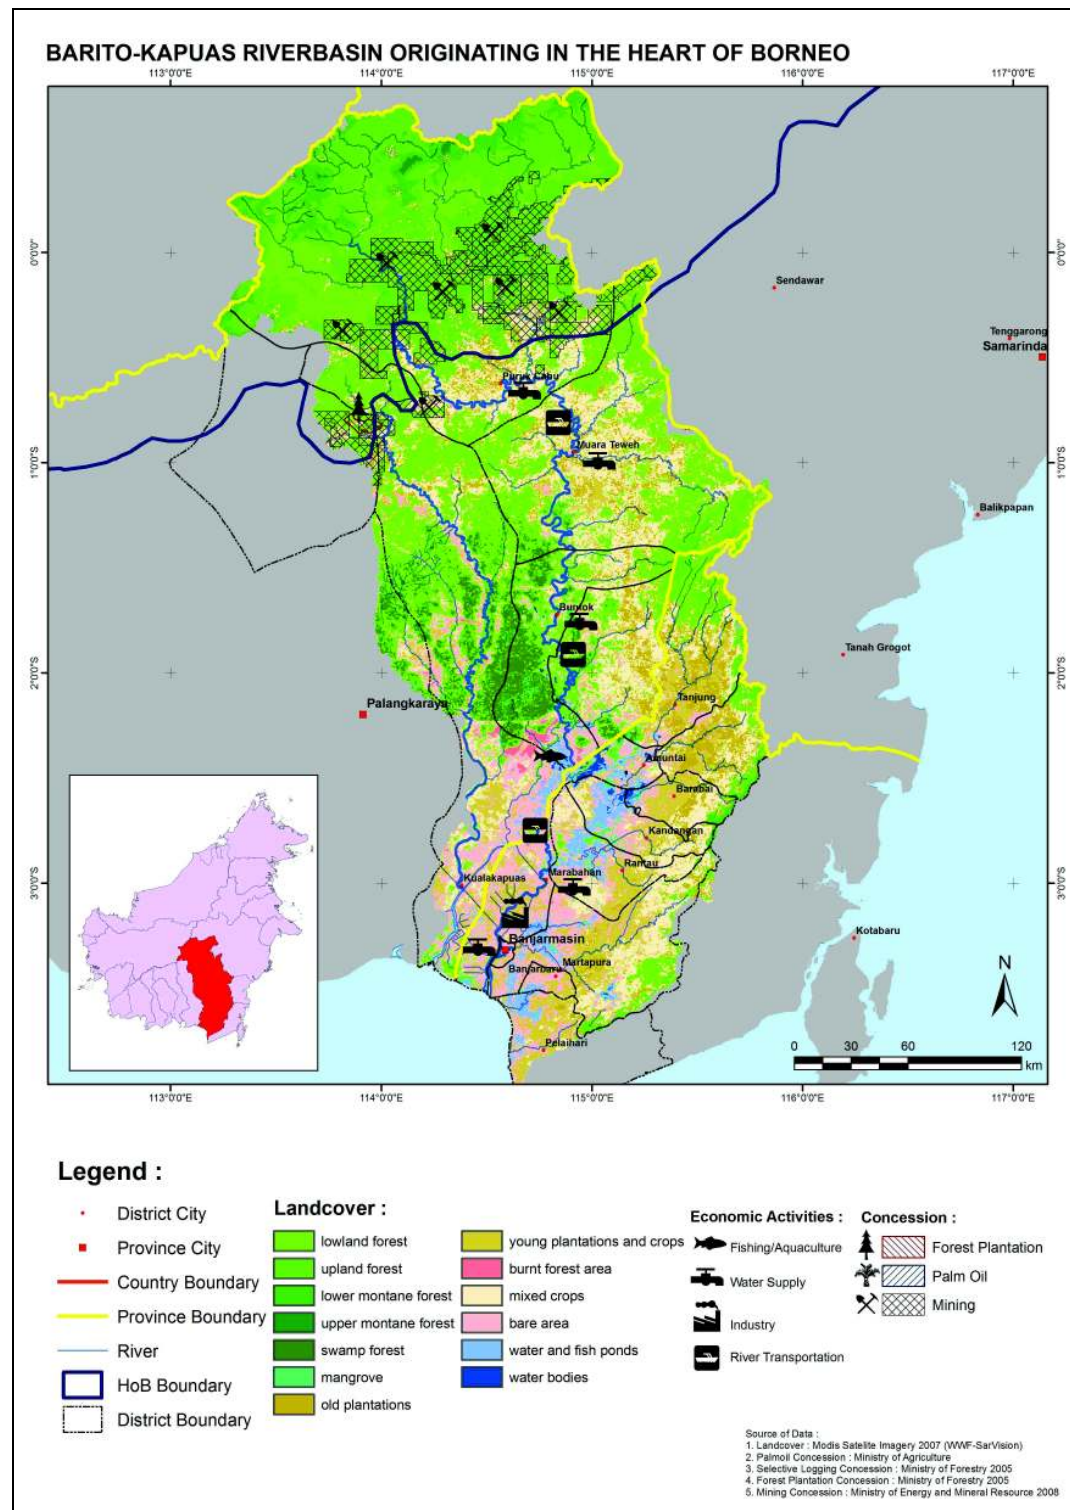 BARITO-KAPUAS RIVERBASIN ORIGINATING IN THE HEART OF BORNEO
113°0'0"E 114°0'0"E 115°0'0"E 116°0'0"E 117°0'0"E
0°0'0" 0°0'0"
Sendawar
Tenggarong
Samarinda
Puruk Cahu
Muara Teweh
1°0'0"S 1°0'0"S
Balikpapan
Buntok
Tanah Grogot
2°0'0"S 2°0'0"S
Palangkaraya
Tanjung
Amuntai
Barabai
Kandangan
Rantau
Kualakapuas
Marabahan
3°0'0"S 3°0'0"S
Kotabaru
Banjarmasin
Banjarbaru
Martapura
N
Pelaihari
0 30 60 120
km
113°0'0"E 114°0'0"E 115°0'0"E 116°0'0"E 117°0'0"E
Legend :
District City
Province City
Country Boundary
Province Boundary
River
HoB Boundary
District Boundary
Landcover :
lowland forest
upland forest
lower montane forest
upper montane forest
swamp forest
mangrove
old plantations
young plantations and crops
burnt forest area
mixed crops
bare area
water and fish ponds
water bodies
Economic Activities :
Fishing/Aquaculture
Water Supply
Industry
River Transportation
Concession :
Forest Plantation
Palm Oil
Mining
Source of Data :
1. Landcover : Modis Satelite Imagery 2007 (WWF-SarVision)
2. Palmoil Concession : Ministry of Agriculture
3. Selective Logging Concession : Ministry of Forestry 2005
4. Forest Plantation Concession : Ministry of Forestry 2005
5. Mining Concession : Ministry of Energy and Mineral Resource 2008